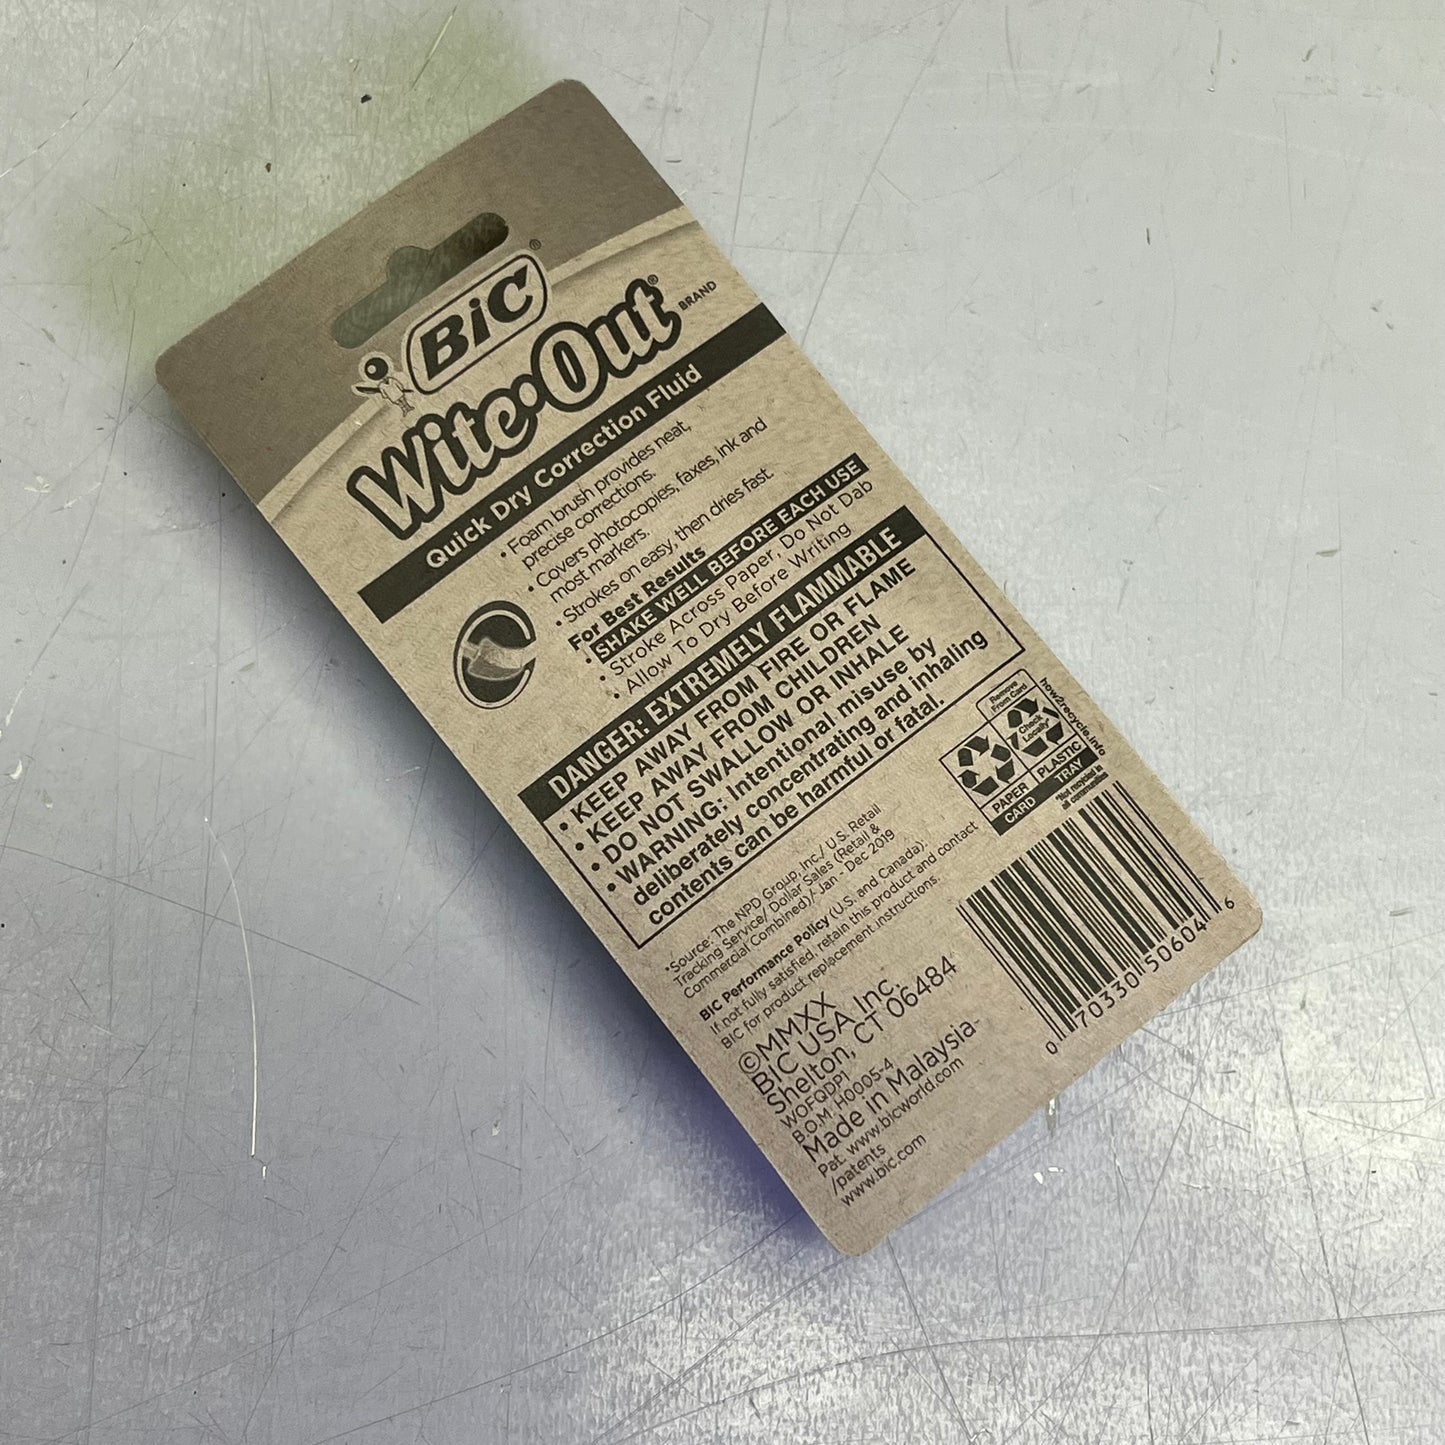 BiC®
Wite·Out® BRAND
Quick Dry Correction Fluid
• Foam brush provides neat,
precise corrections.
• Covers photocopies, faxes, ink and
most markers.
• Strokes on easy, then dries fast.
For Best Results
• SHAKE WELL BEFORE EACH USE
• Stroke Across Paper, Do Not Dab
• Allow To Dry Before Writing
DANGER: EXTREMELY FLAMMABLE
• KEEP AWAY FROM FIRE OR FLAME
• KEEP AWAY FROM CHILDREN
• DO NOT SWALLOW OR INHALE
• WARNING: Intentional misuse by
deliberately concentrating and inhaling
contents can be harmful or fatal.
Remove
From Card
how2recycle.info
Check
Locally*
PAPER
CARD
PLASTIC
TRAY
*Not recycled in
all communities
*Source: The NPD Group, Inc./ U.S. Retail
Tracking Service/ Dollar Sales (Retail &
Commercial Combined)/ Jan - Dec 2019
BIC Performance Policy (U.S. and Canada):
If not fully satisfied, retain this product and contact
BIC for product replacement instructions.
©MMXX
BIC USA Inc.
Shelton, CT 06484
WOFQDP1
B.O.M. H0005-4
Made in Malaysia-
Pat. www.bicworld.com
/patents
www.bic.com
0 70330 50604 6